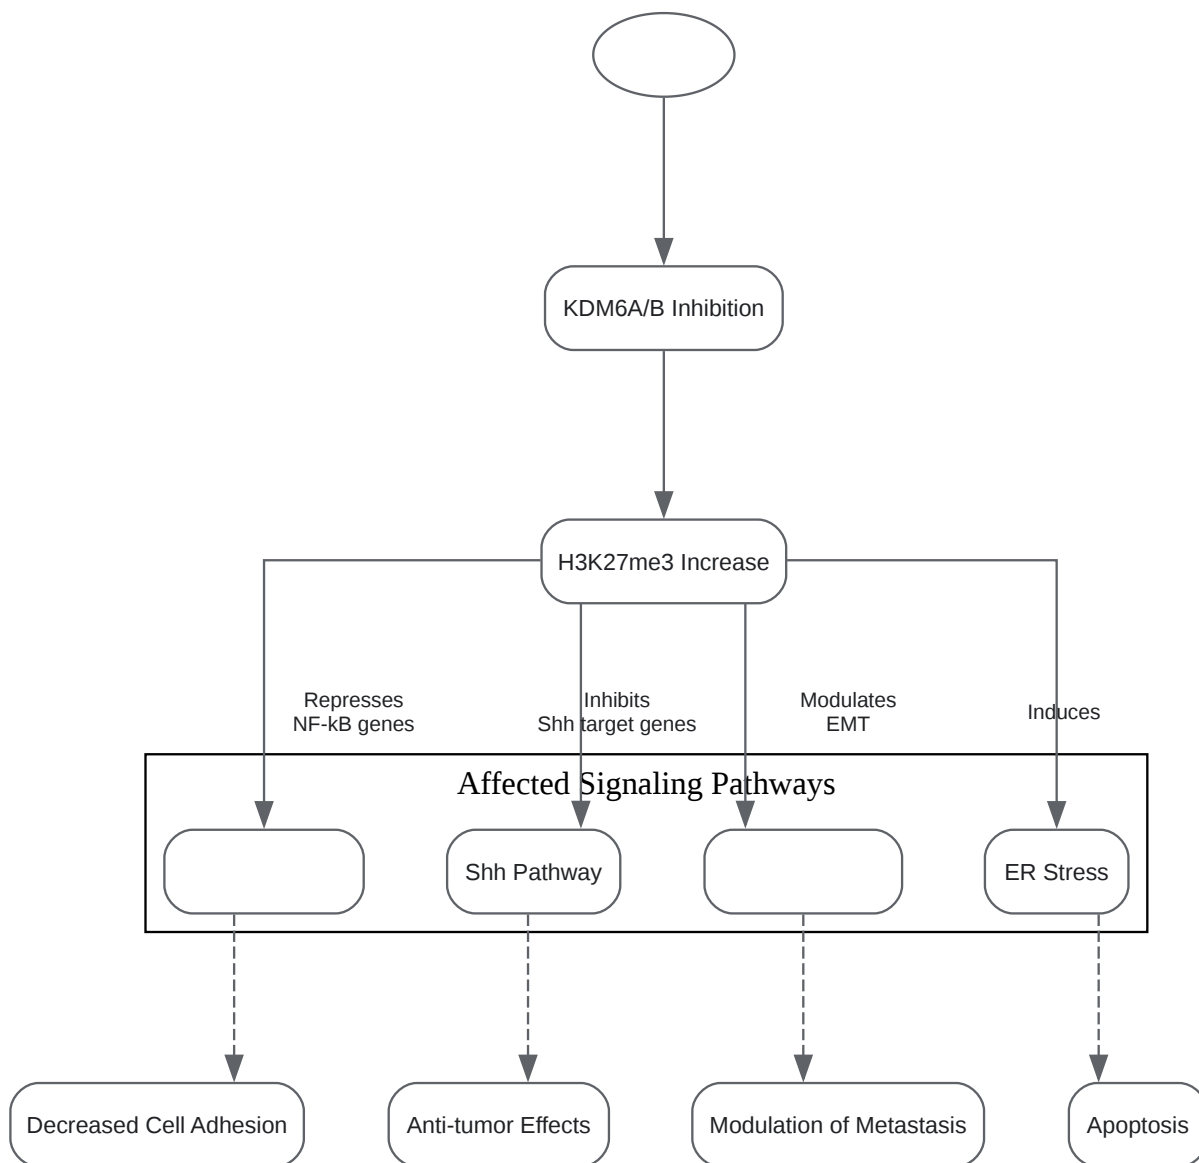 KDM6A/B Inhibition
H3K27me3 Increase
Represses
NF-kB genes
Inhibits
Shh target genes
Modulates
EMT
Induces
Affected Signaling Pathways
Shh Pathway
ER Stress
Decreased Cell Adhesion
Anti-tumor Effects
Modulation of Metastasis
Apoptosis